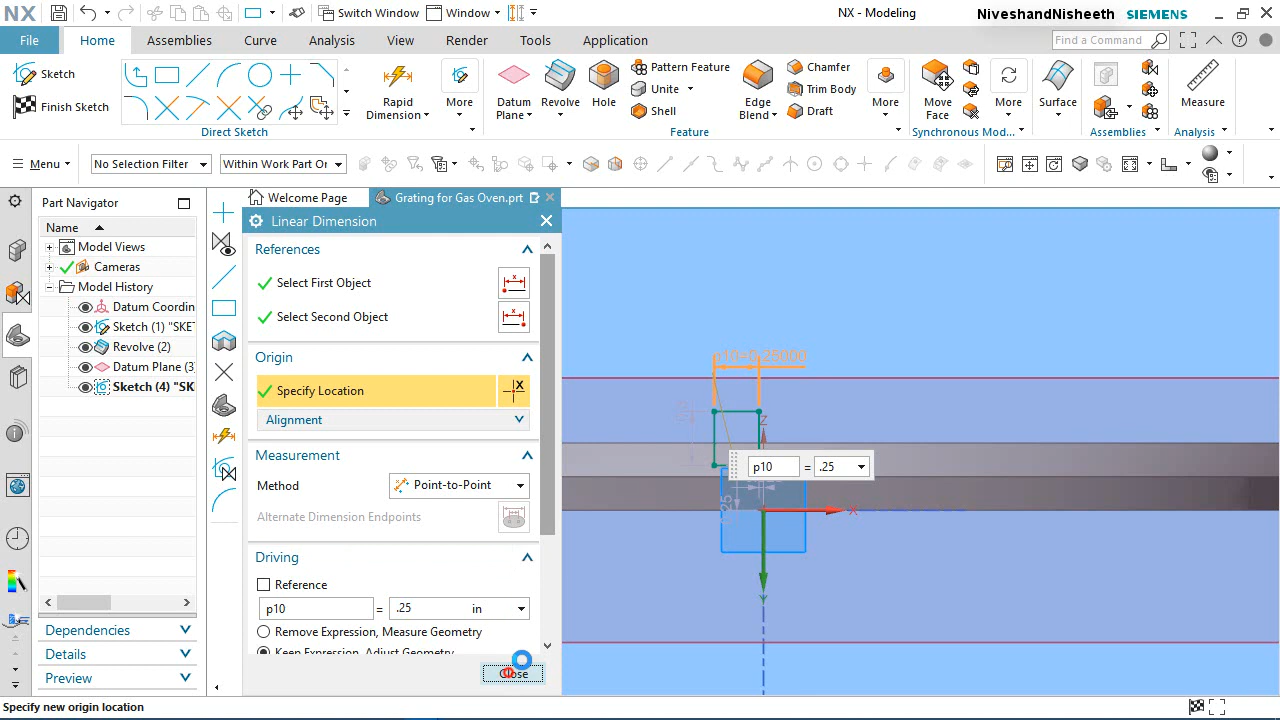 NX Switch Window Window NX - Modeling NiveshandNisheeth SIEMENS
File Home Assemblies Curve Analysis View Render Tools Application Find a Command
Sketch
Finish Sketch
Rapid Dimension
More
Direct Sketch
Datum Plane
Revolve
Hole
Pattern Feature
Unite
Shell
Edge Blend
Chamfer
Trim Body
Draft
More
Feature
Move Face
More
Synchronous Mod...
Surface
Assemblies
Measure
Analysis
Menu No Selection Filter Within Work Part Or
Part Navigator
Name
Model Views
Cameras
Model History
Datum Coordin
Sketch (1) "SKE
Revolve (2)
Datum Plane (3
Sketch (4) "SK
Dependencies
Details
Preview
Welcome Page Grating for Gas Oven.prt
Linear Dimension
References
Select First Object
Select Second Object
Origin
Specify Location
Alignment
Measurement
Method Point-to-Point
Alternate Dimension Endpoints
Driving
Reference
p10 = .25 in
Remove Expression, Measure Geometry
Keep Expression, Adjust Geometry
Close
p10=0.28000
Z
p10 = .25
X
Y
Specify new origin location